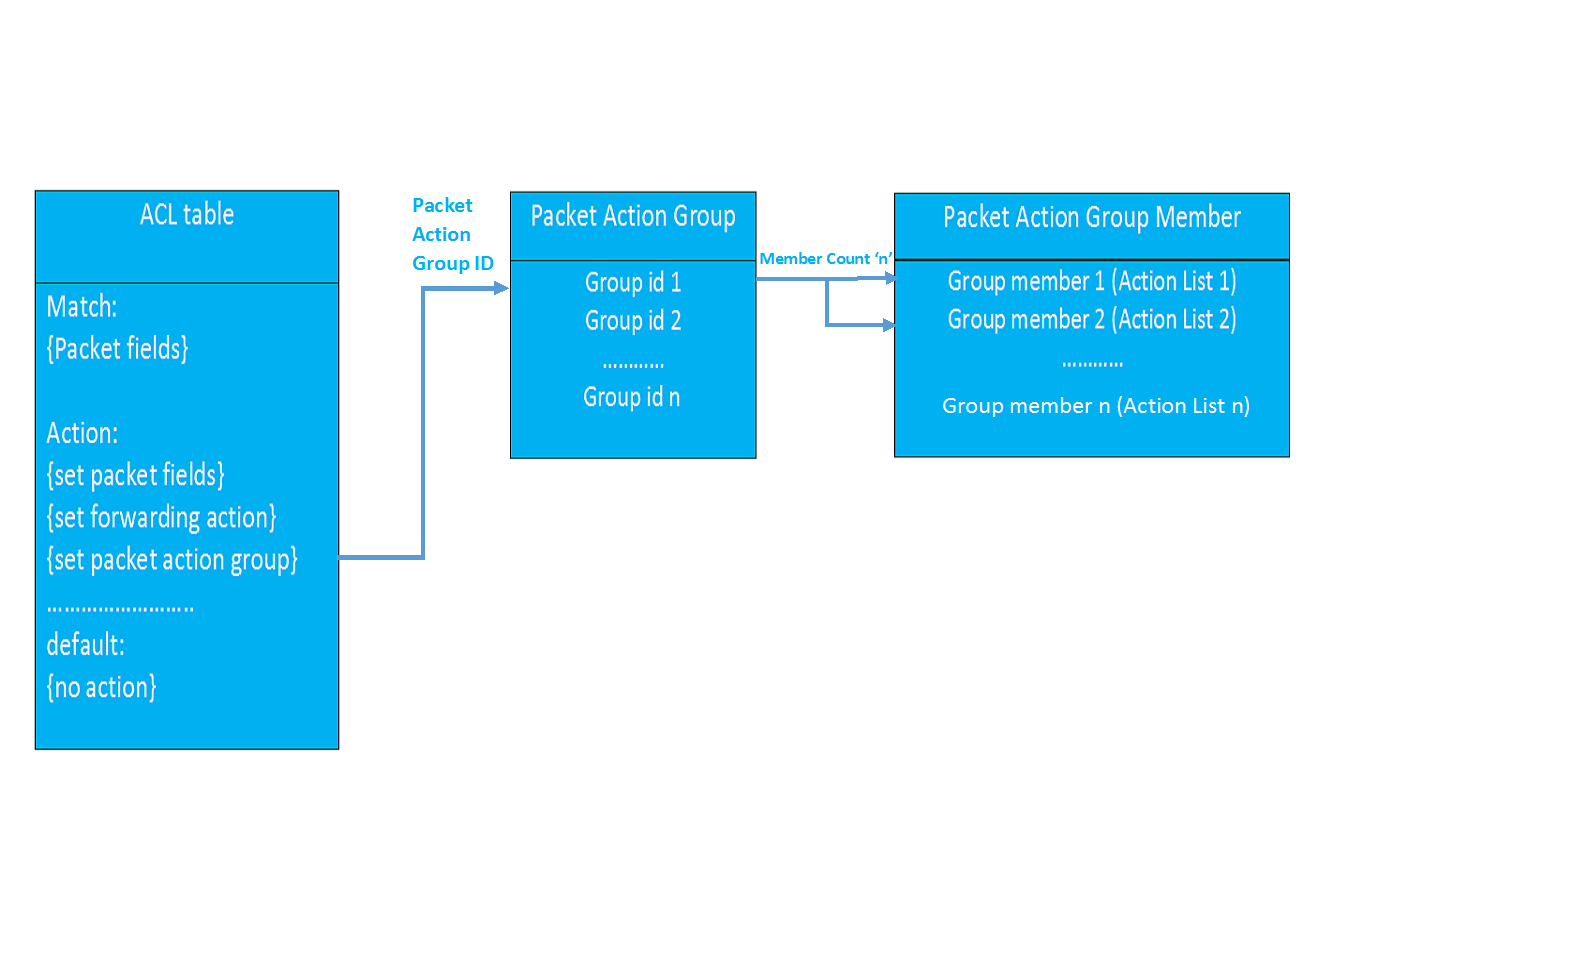 ACL table
Match:
{Packet fields}
Action:
{set packet fields}
{set forwarding action}
{set packet action group}
..........................
default:
{no action}
Packet
Action
Group ID
Packet Action Group
Group id 1
Group id 2
............
Group id n
Member Count ‘n’
Packet Action Group Member
Group member 1 (Action List 1)
Group member 2 (Action List 2)
............
Group member n (Action List n)